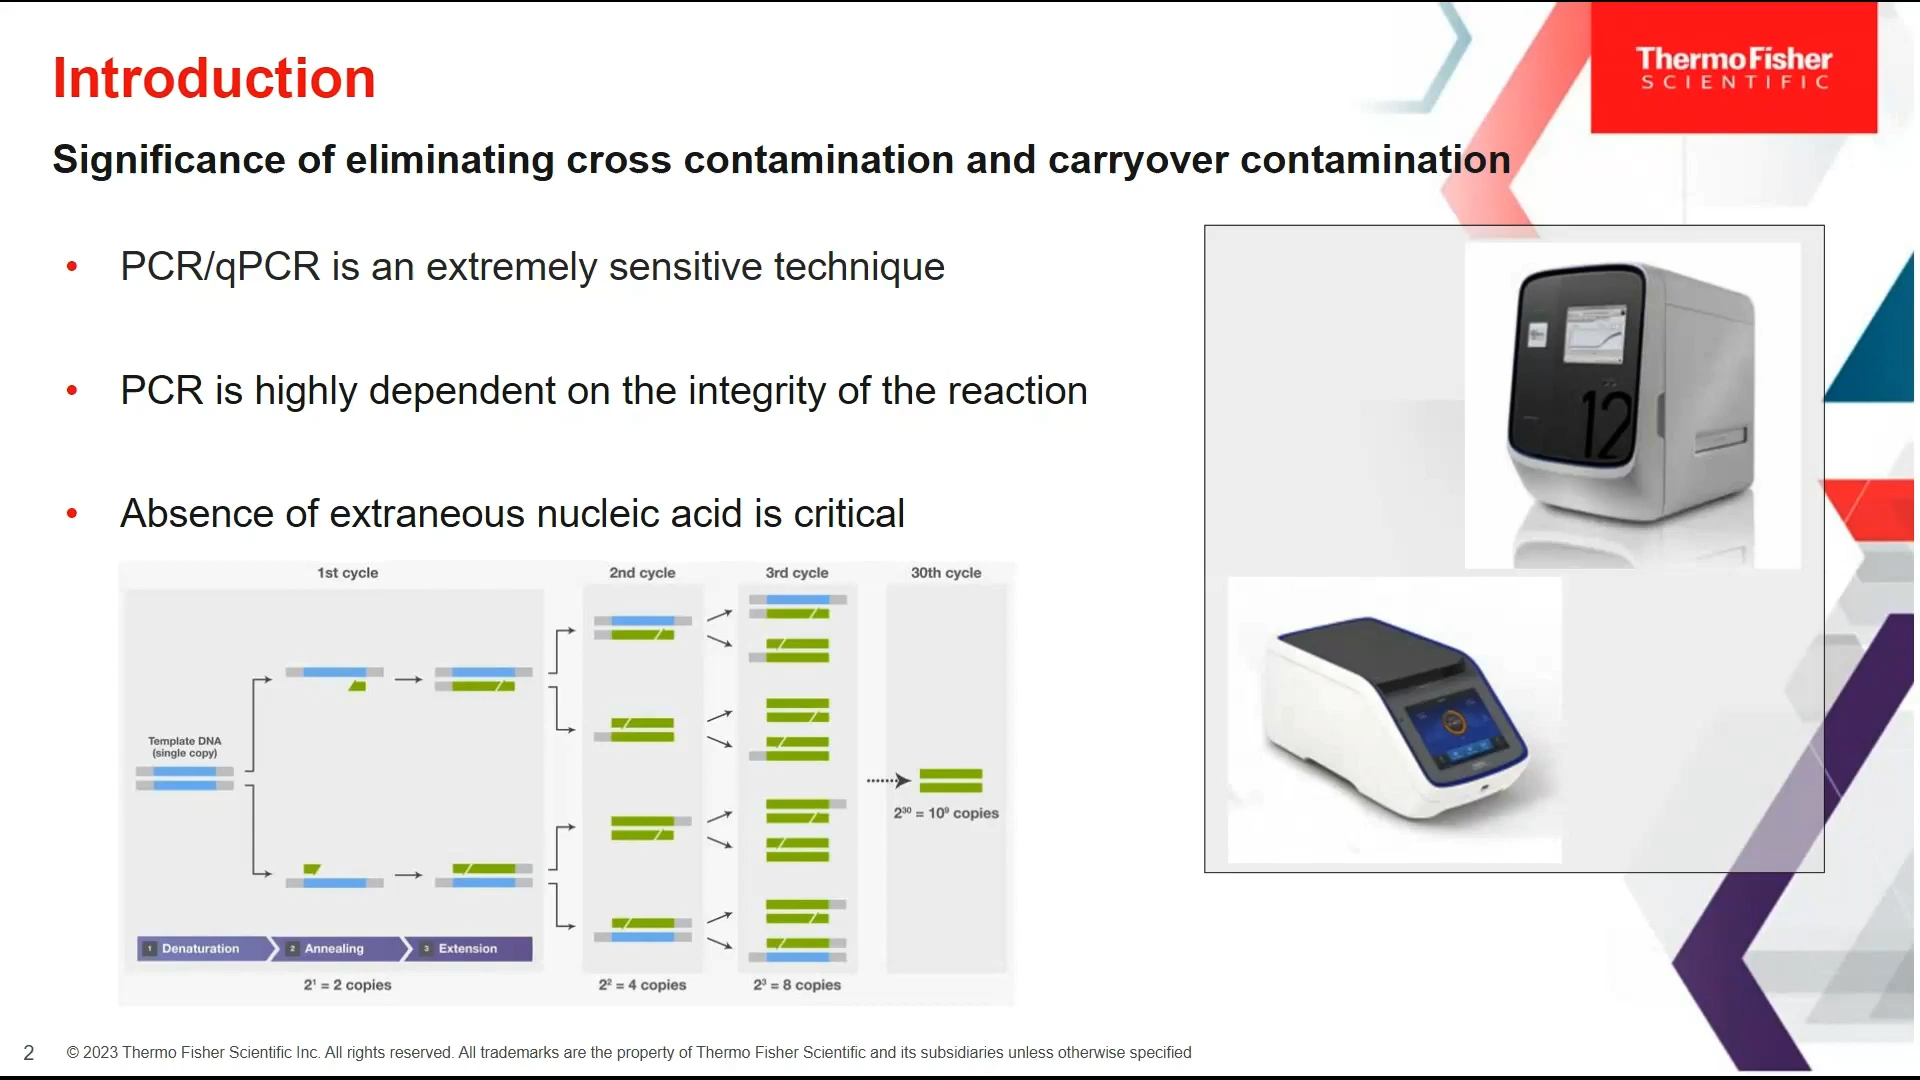 Introduction
ThermoFisher
SCIENTIFIC
Significance of eliminating cross contamination and carryover contamination
• PCR/qPCR is an extremely sensitive technique
• PCR is highly dependent on the integrity of the reaction
• Absence of extraneous nucleic acid is critical
12
1st cycle
2nd cycle
3rd cycle
30th cycle
Template DNA
(single copy)
2³⁰ = 10⁹ copies
1 Denaturation
2 Annealing
3 Extension
2¹ = 2 copies
2² = 4 copies
2³ = 8 copies
2
© 2023 Thermo Fisher Scientific Inc. All rights reserved. All trademarks are the property of Thermo Fisher Scientific and its subsidiaries unless otherwise specified